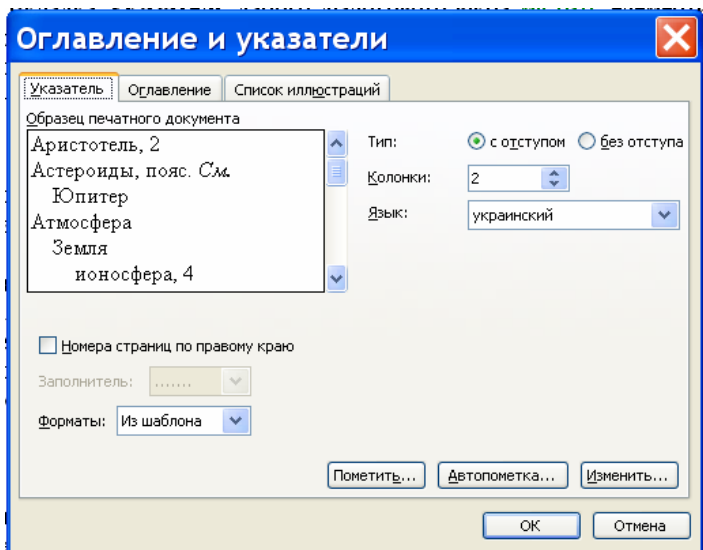 Оглавление и указатели
Указатель Оглавление Список иллюстраций
Образец печатного документа
Аристотель, 2
Астероиды, пояс. См.
Юпитер
Атмосфера
Земля
ионосфера, 4
Тип: с отступом без отступа
Колонки: 2
Язык: украинский
Номера страниц по правому краю
Заполнитель: .......
Форматы: Из шаблона
Пометить... Автопометка... Изменить...
ОК Отмена